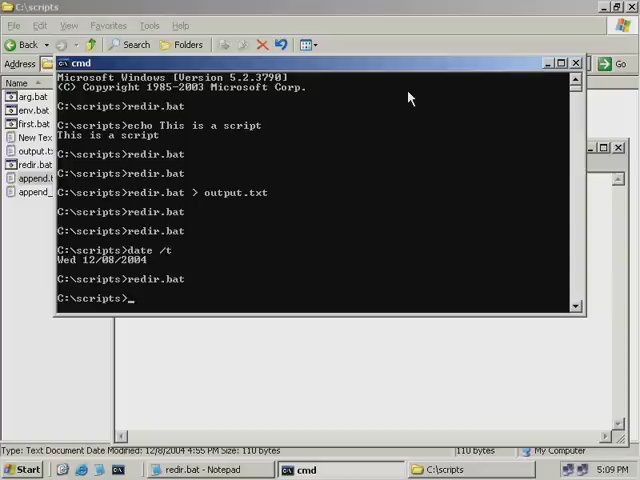 C:\scripts
File Edit View Favorites Tools Help
Back Search Folders
Address Go
Name
arg.bat
env.bat
first.bat
New Tex
output.tx
redir.bat
append.t
append_
cmd
Microsoft Windows [Version 5.2.3790]
(C) Copyright 1985-2003 Microsoft Corp.
C:\scripts>redir.bat
C:\scripts>echo This is a script
This is a script
C:\scripts>redir.bat
C:\scripts>redir.bat
C:\scripts>redir.bat > output.txt
C:\scripts>redir.bat
C:\scripts>redir.bat
C:\scripts>date /t
Wed 12/08/2004
C:\scripts>redir.bat
C:\scripts>_
Type: Text Document Date Modified: 12/8/2004 4:55 PM Size: 110 bytes 110 bytes My Computer
Start redir.bat - Notepad cmd C:\scripts 5:09 PM